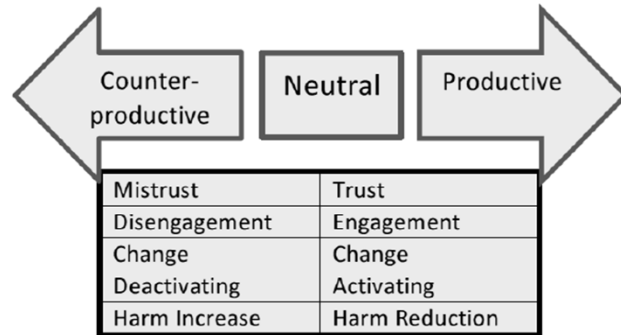 Counter-
productive
Neutral
Productive
Mistrust
Trust
Disengagement
Engagement
Change
Deactivating
Change
Activating
Harm Increase
Harm Reduction